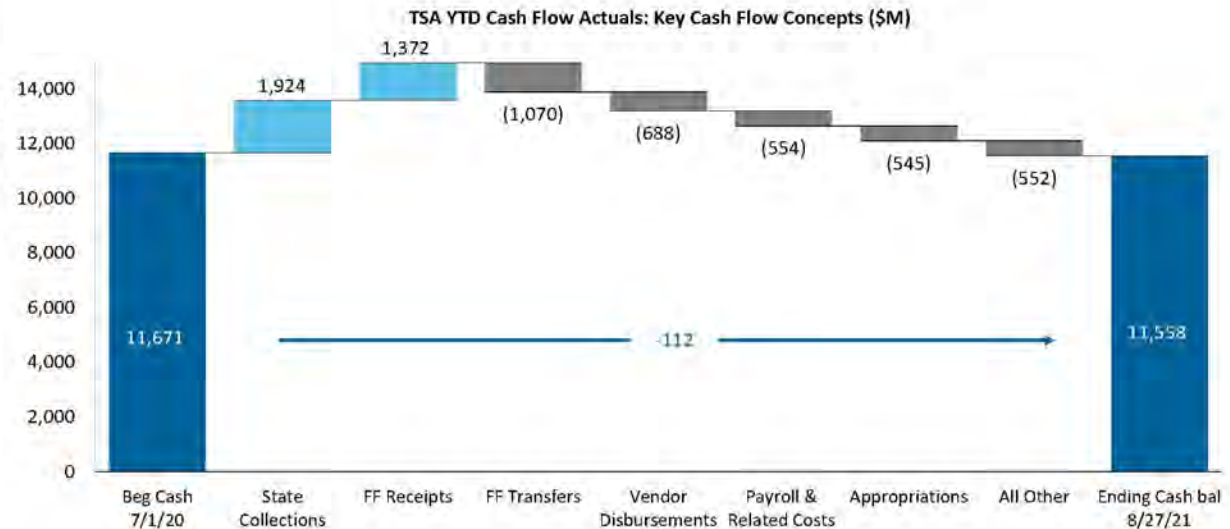 TSA YTD Cash Flow Actuals: Key Cash Flow Concepts ($M)
14,000
12,000
10,000
8,000
6,000
4,000
2,000
0
11,671
1,924
1,372
(1,070)
(688)
(554)
(545)
(552)
-112
11,558
Beg Cash
7/1/20
State
Collections
FF Receipts
FF Transfers
Vendor
Disbursements
Payroll &
Related Costs
Appropriations
All Other
Ending Cash bal
8/27/21